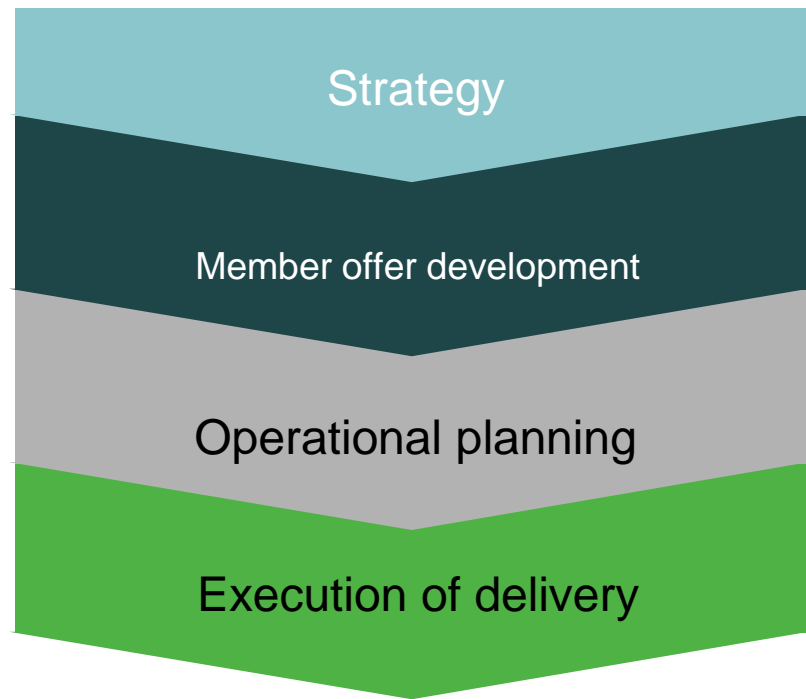 Strategy
Member offer development
Operational planning
Execution of delivery